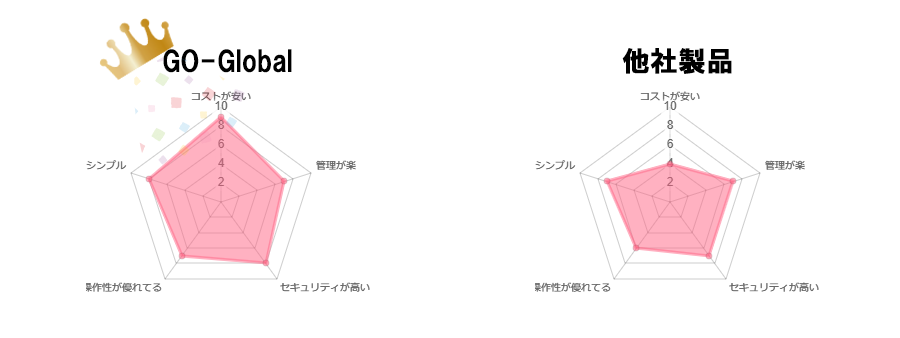 GO-Global
コストが安い
10
8
6
4
2
シンプル
管理が楽
操作性が優れてる
セキュリティが高い
他社製品
コストが安い
10
8
6
4
2
シンプル
管理が楽
操作性が優れてる
セキュリティが高い